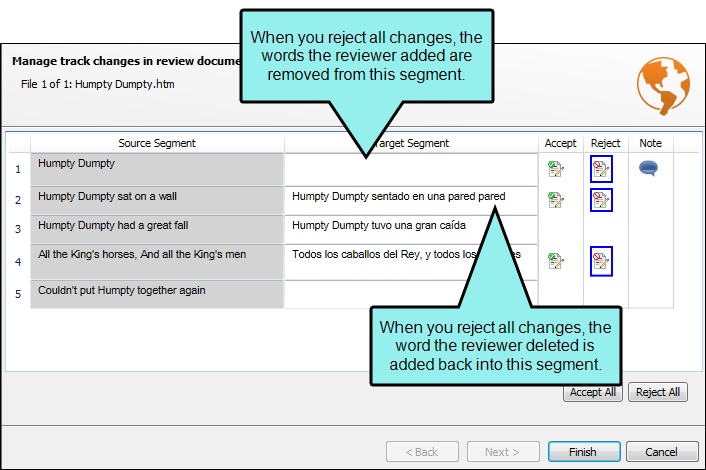 When you reject all changes, the
words the reviewer added are
removed from this segment.
Manage track changes in review docume
File 1 of 1: Humpty Dumpty.htm
Source Segment Target Segment Accept Reject Note
1 Humpty Dumpty
2 Humpty Dumpty sat on a wall Humpty Dumpty sentado en una pared pared
3 Humpty Dumpty had a great fall Humpty Dumpty tuvo una gran caída
4 All the King's horses, And all the King's men Todos los caballos del Rey, y todos los es
5 Couldn't put Humpty together again
When you reject all changes, the
word the reviewer deleted is
added back into this segment.
Accept All Reject All
< Back Next > Finish Cancel